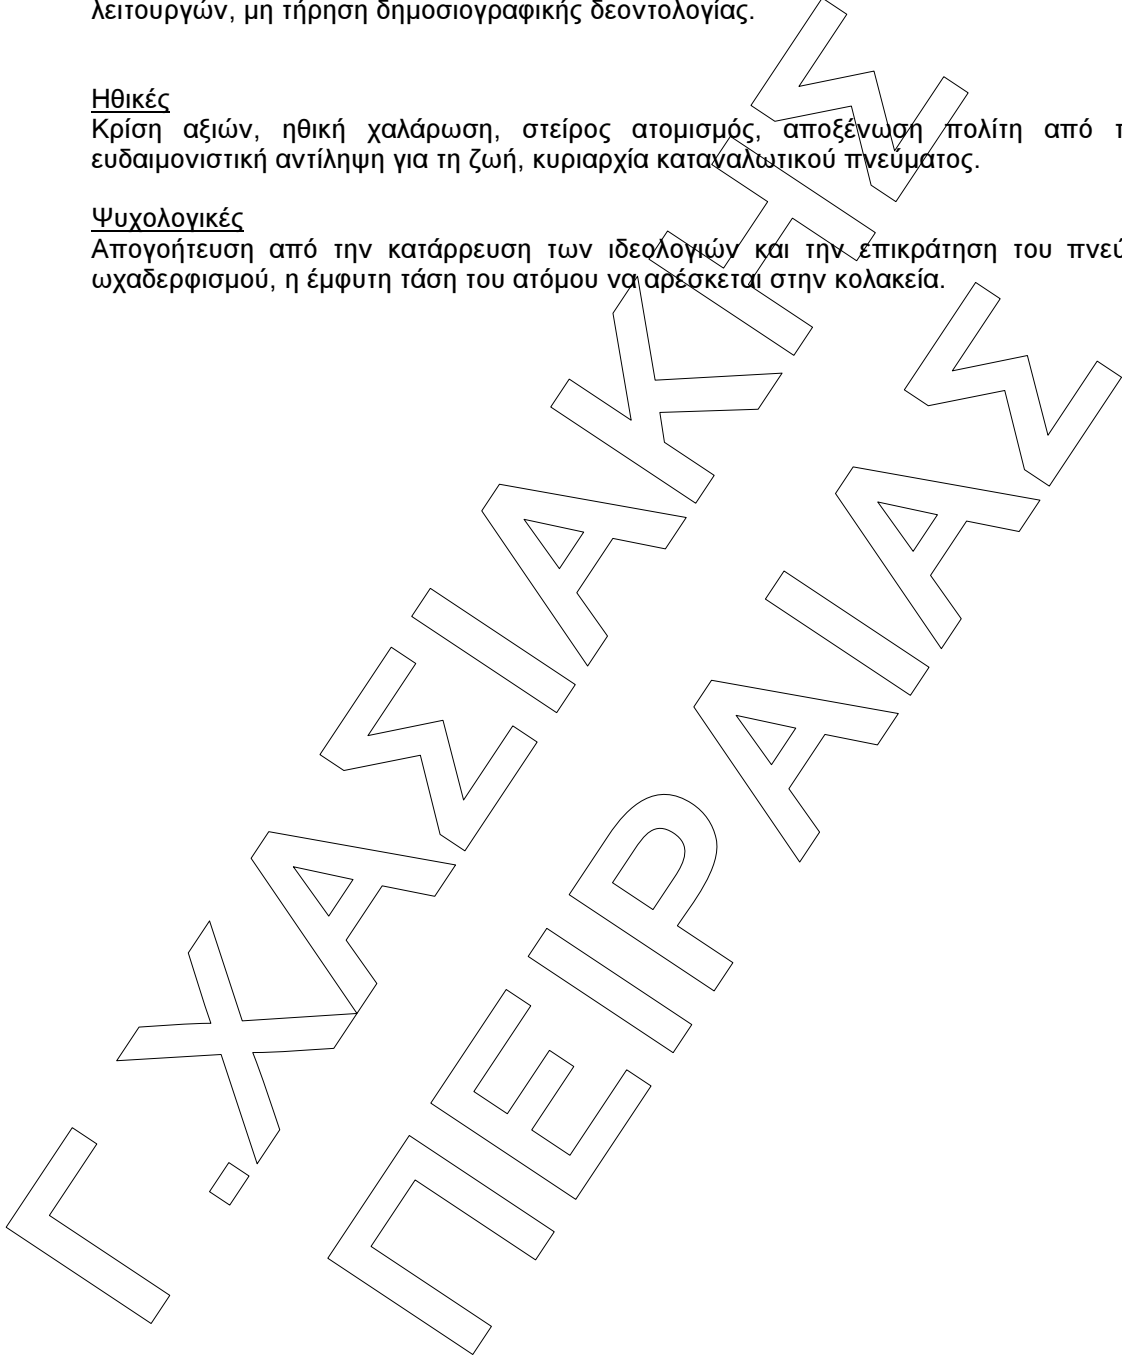 λειτουργών, μη τήρηση δημοσιογραφικής δεοντολογίας.
Ηθικές
Κρίση αξιών, ηθική χαλάρωση, στείρος ατομισμός, αποξένωση πολίτη από
ευδαιμονιστική αντίληψη για τη ζωή, κυριαρχία καταναλωτικού πνεύματος.
Ψυχολογικές
Απογοήτευση από την κατάρρευση των ιδεολογιών και την επικράτηση του
ωχαδερφισμού, η έμφυτη τάση του ατόμου να αρέσκεται στην κολακεία.
Γ.ΧΑΣΙΑΚΗΣ
ΠΕΙΡΑΙΑΣ